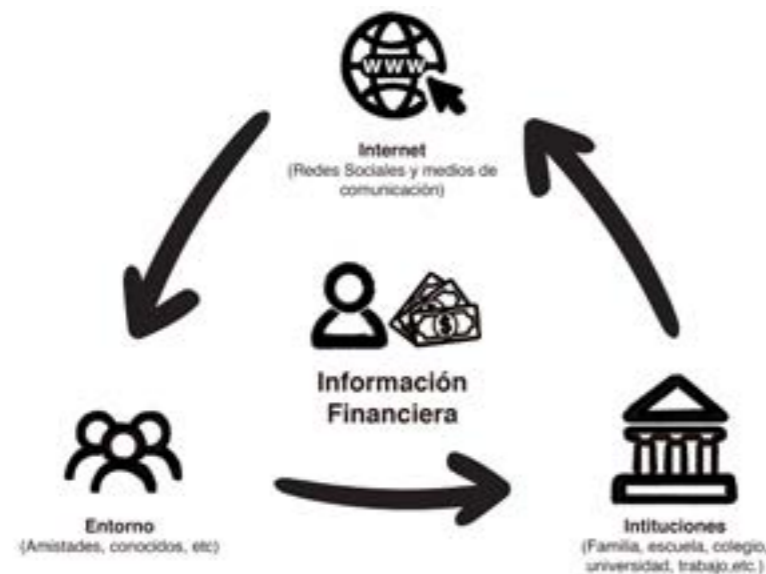 WWW
Internet
(Redes Sociales y medios de
comunicación)
$
Información
Financiera
Entorno
(Amistades, conocidos, etc)
Intituciones
(Familia, escuela, colegio,
universidad, trabajo,etc.)